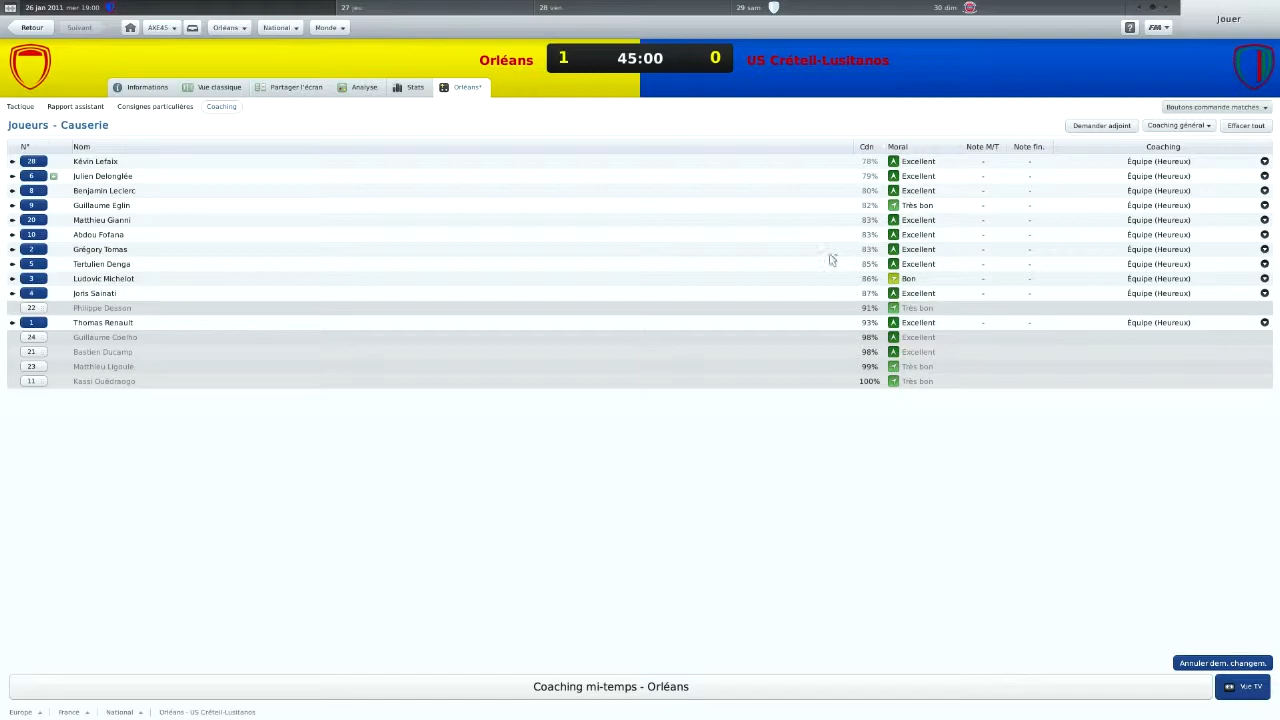 26 jan 2011 mer 19:00 27 jeu 28 ven 29 sam 30 dim
Retour Suivant AXE45 Orléans National Monde ? FM Jouer
Orléans 1 45:00 0 US Créteil-Lusitanos
Informations Vue classique Partager l'écran Analyse Stats Orléans*
Tactique Rapport assistant Consignes particulières Coaching Boutons commande matches
Joueurs - Causerie Demander adjoint Coaching général Effacer tout
N° Nom Cdn Moral Note M/T Note fin. Coaching
28 Kévin Lefaix 78% Excellent - - Équipe (Heureux)
6 Julien Delonglée 79% Excellent - - Équipe (Heureux)
8 Benjamin Leclerc 80% Excellent - - Équipe (Heureux)
9 Guillaume Eglin 82% Très bon - - Équipe (Heureux)
20 Matthieu Gianni 83% Excellent - - Équipe (Heureux)
10 Abdou Fofana 83% Excellent - - Équipe (Heureux)
2 Grégory Tomas 83% Excellent - - Équipe (Heureux)
5 Tertulien Denga 85% Excellent - - Équipe (Heureux)
3 Ludovic Michelot 86% Bon - - Équipe (Heureux)
4 Joris Sainati 87% Excellent - - Équipe (Heureux)
22 Philippe Desson 91% Très bon
1 Thomas Renault 93% Excellent - - Équipe (Heureux)
24 Guillaume Coelho 98% Excellent
21 Bastien Ducamp 98% Excellent
23 Matthieu Ligoule 99% Très bon
11 Kassi Ouédraogo 100% Très bon
Annuler dem. changem.
Coaching mi-temps - Orléans Vue TV
Europe France National Orléans - US Créteil-Lusitanos